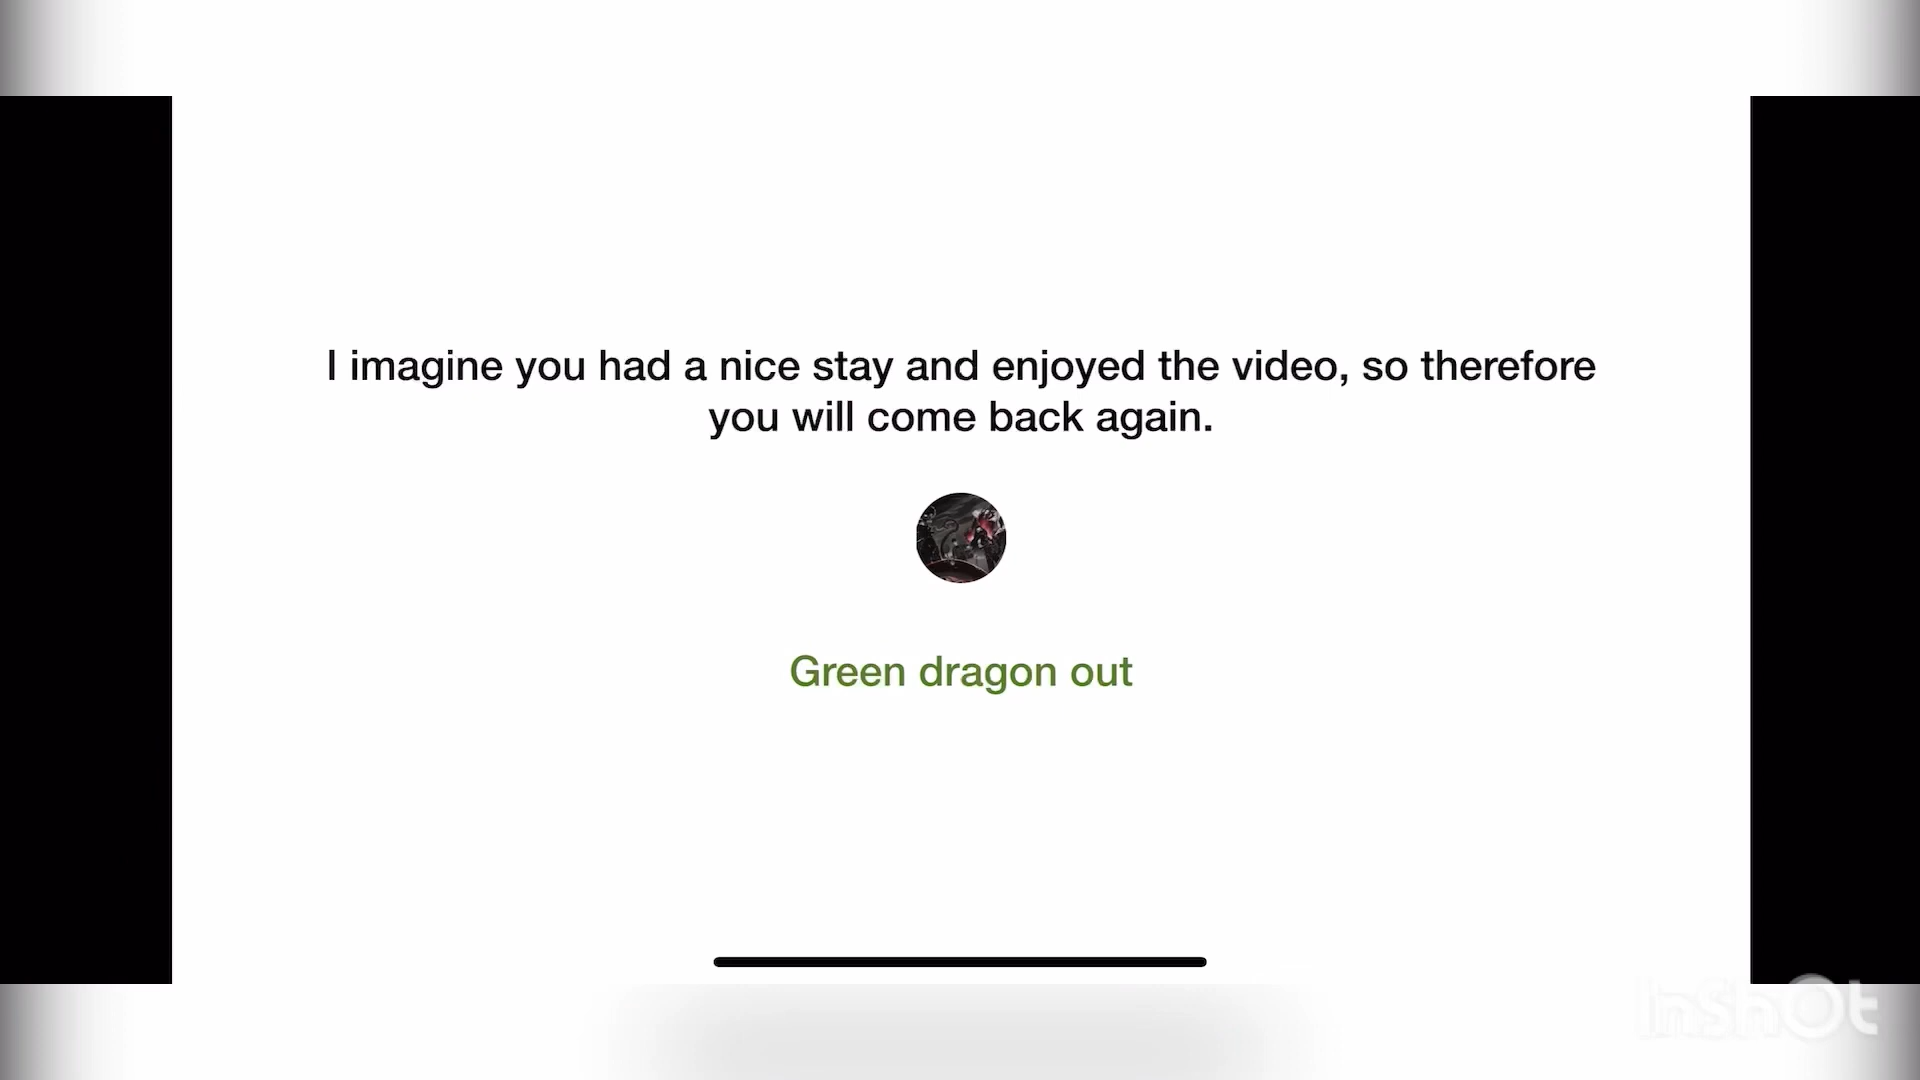 I imagine you had a nice stay and enjoyed the video, so therefore
you will come back again.
Green dragon out
InShOt